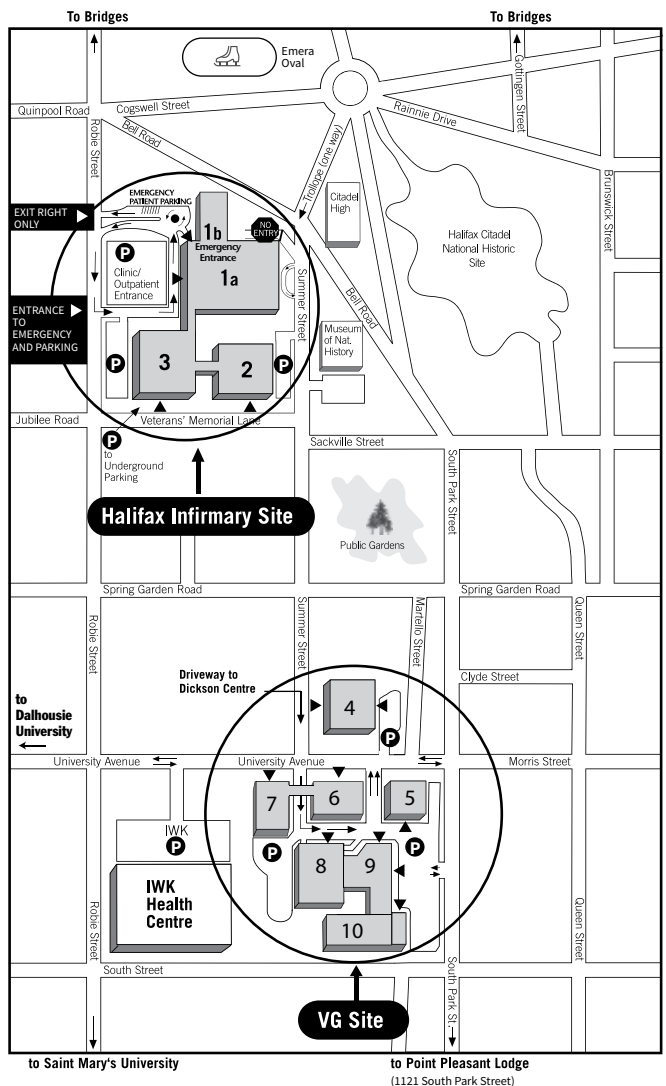 To Bridges
To Bridges
Emera
Oval
Gottingen Street
Quinpool Road
Cogswell Street
Rainnie Drive
Robie Street
Bell Road
Trollope (one way)
Brunswick Street
EMERGENCY
PATIENT PARKING
Citadel
High
EXIT RIGHT
ONLY
1b
NO
ENTRY
Halifax Citadel
National Historic
Site
P
Emergency
Entrance
Clinic/
Outpatient
Entrance
1a
Summer Street
Bell Road
ENTRANCE
TO
EMERGENCY
AND PARKING
Museum
of Nat.
History
P
3
2
P
Jubilee Road
Veterans' Memorial Lane
P
to
Underground
Parking
Sackville Street
South Park Street
Halifax Infirmary Site
Public Gardens
Spring Garden Road
Spring Garden Road
Robie Street
Summer Street
Martello Street
Queen Street
Driveway to
Dickson Centre
Clyde Street
to
Dalhousie
University
4
P
University Avenue
University Avenue
Morris Street
7
6
5
IWK
P
P
P
8
9
IWK
Health
Centre
Robie Street
Queen Street
10
South Street
South Park St.
VG Site
to Saint Mary's University
to Point Pleasant Lodge
(1121 South Park Street)